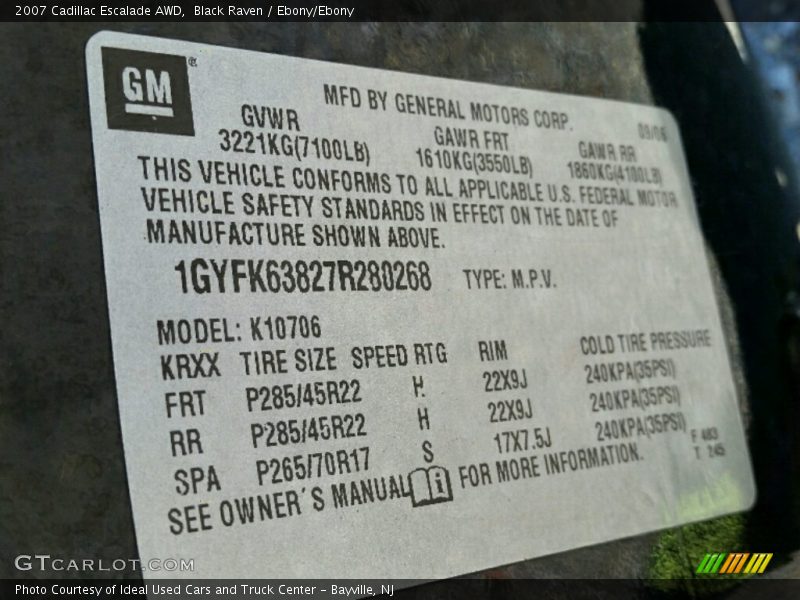 2007 Cadillac Escalade AWD,  Black Raven / Ebony/Ebony
GM®
MFD BY GENERAL MOTORS CORP.
09/06
GVWR GAWR FRT GAWR RR
3221KG(7100LB) 1610KG(3550LB) 1860KG(4100LB)
THIS VEHICLE CONFORMS TO ALL APPLICABLE U.S. FEDERAL MOTOR
VEHICLE SAFETY STANDARDS IN EFFECT ON THE DATE OF
MANUFACTURE SHOWN ABOVE.
1GYFK63827R280268 TYPE: M.P.V.
MODEL: K10706
KRXX TIRE SIZE SPEED RTG RIM COLD TIRE PRESSURE
FRT P285/45R22 H 22X9J 240KPA(35PSI)
RR P285/45R22 H 22X9J 240KPA(35PSI)
SPA P265/70R17 S 17X7.5J 240KPA(35PSI)
F 483
T 245
SEE OWNER'S MANUAL FOR MORE INFORMATION.
GTCARLOT.COM
Photo Courtesy of Ideal Used Cars and Truck Center – Bayville, NJ